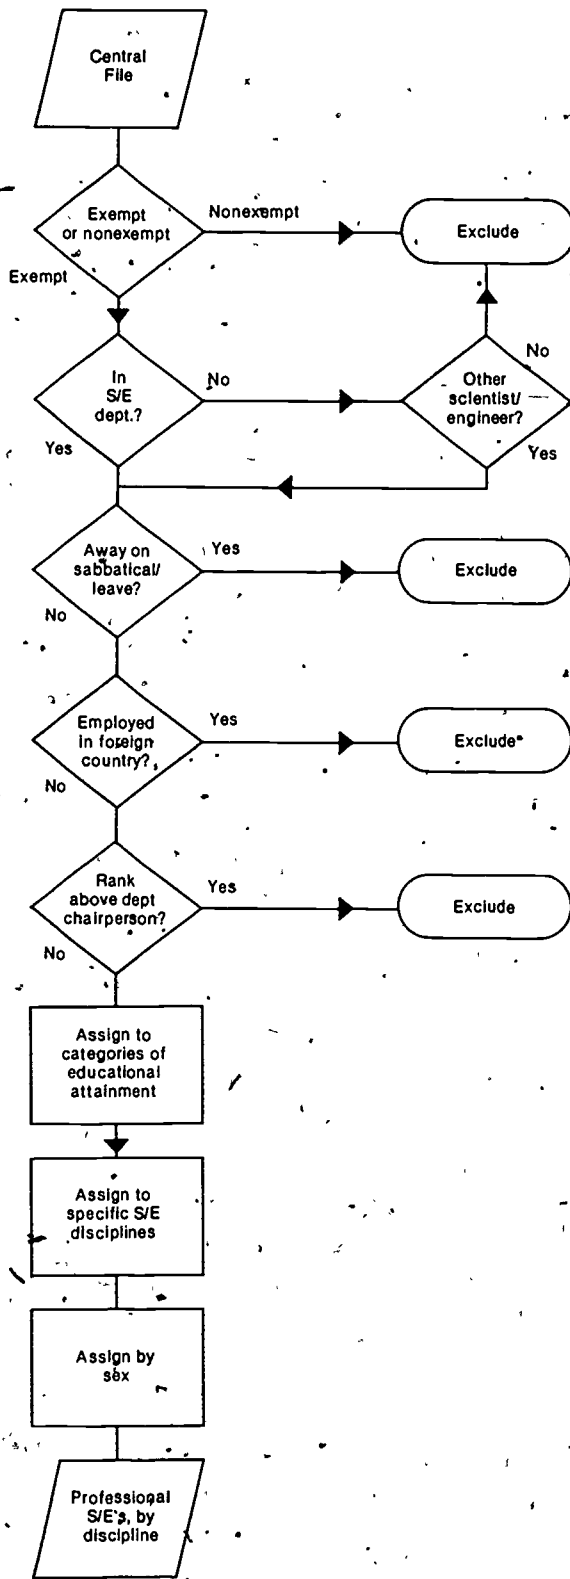 Central
File
Exempt
or nonexempt
Nonexempt
Exclude
Exempt
In
S/E
dept.?
No
Other
scientist/
engineer?
No
Yes
Yes
Away on
sabbatical/
leave?
Yes
Exclude
No
Employed
in foreign
country?
Yes
Exclude
No
Rank
above dept
chairperson?
Yes
Exclude
No
Assign to
categories of
educational
attainment
Assign to
specific S/E
disciplines
Assign by
sex
Professional
S/E's, by
discipline